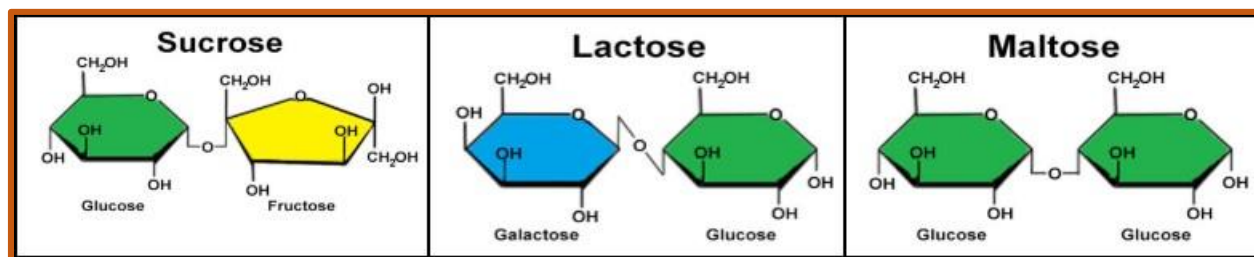 Sucrose
CH₂OH
O
CH₂OH
O
OH
OH
OH
OH
O
OH
OH
CH₂OH
Glucose
Fructose
Lactose
CH₂OH
CH₂OH
OH
O
O
OH
O
OH
OH
OH
OH
Galactose
Glucose
Maltose
CH₂OH
CH₂OH
O
O
OH
OH
OH
O
OH
OH
OH
Glucose
Glucose